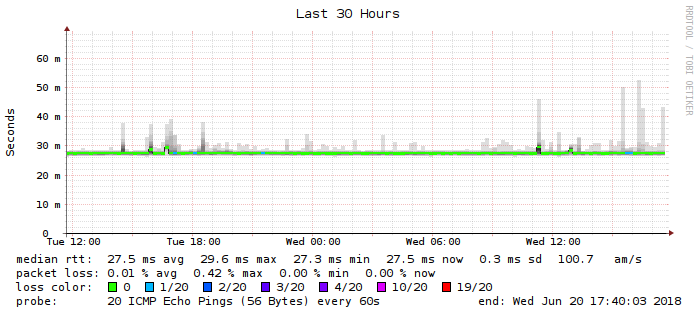 Last 30 Hours
RRDTOOL / TOBI OETIKER
Seconds
60 m
50 m
40 m
30 m
20 m
10 m
0
Tue 12:00 Tue 18:00 Wed 00:00 Wed 06:00 Wed 12:00
median rtt: 27.5 ms avg 29.6 ms max 27.3 ms min 27.5 ms now 0.3 ms sd 100.7 am/s
packet loss: 0.01 % avg 0.42 % max 0.00 % min 0.00 % now
loss color: 0 1/20 2/20 3/20 4/20 10/20 19/20
probe: 20 ICMP Echo Pings (56 Bytes) every 60s end: Wed Jun 20 17:40:03 2018